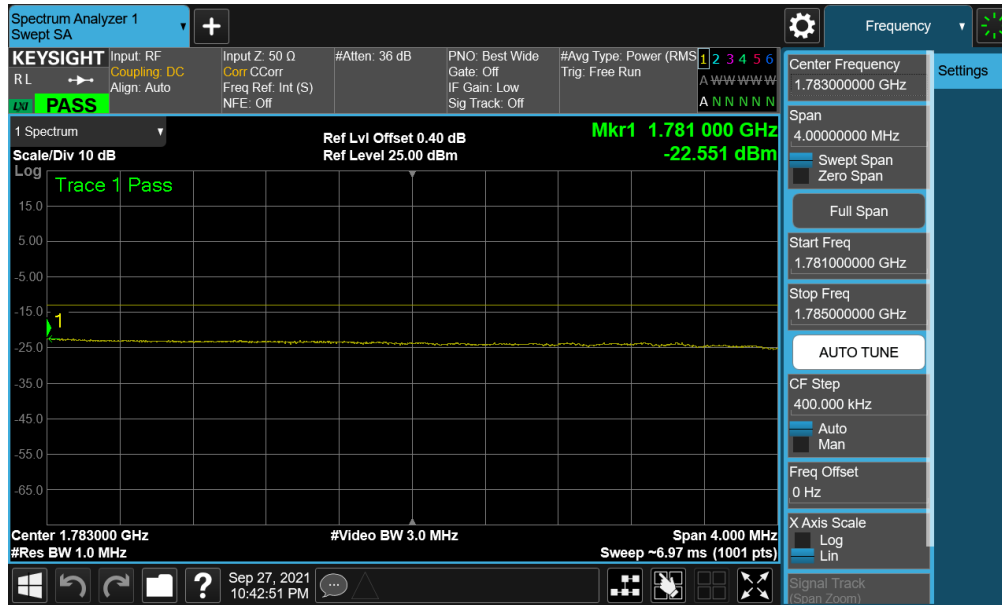 Spectrum Analyzer 1
Swept SA
+
Frequency
KEYSIGHT
RL
LXI PASS
Input: RF
Coupling: DC
Align: Auto
Input Z: 50 Ω
Corr CCorr
Freq Ref: Int (S)
NFE: Off
#Atten: 36 dB
PNO: Best Wide
Gate: Off
IF Gain: Low
Sig Track: Off
#Avg Type: Power (RMS
Trig: Free Run
1 2 3 4 5 6
A W W W W W
A N N N N N
Center Frequency
1.783000000 GHz
Settings
Span
4.00000000 MHz
Swept Span
Zero Span
Full Span
Start Freq
1.781000000 GHz
Stop Freq
1.785000000 GHz
AUTO TUNE
CF Step
400.000 kHz
Auto
Man
Freq Offset
0 Hz
X Axis Scale
Log
Lin
Signal Track
(Span Zoom)
1 Spectrum
Scale/Div 10 dB
Ref Lvl Offset 0.40 dB
Ref Level 25.00 dBm
Mkr1 1.781 000 GHz
-22.551 dBm
Log
Trace 1 Pass
15.0
5.00
-5.00
-15.0
1
-25.0
-35.0
-45.0
-55.0
-65.0
Center 1.783000 GHz
#Res BW 1.0 MHz
#Video BW 3.0 MHz
Span 4.000 MHz
Sweep ~6.97 ms (1001 pts)
?
Sep 27, 2021
10:42:51 PM